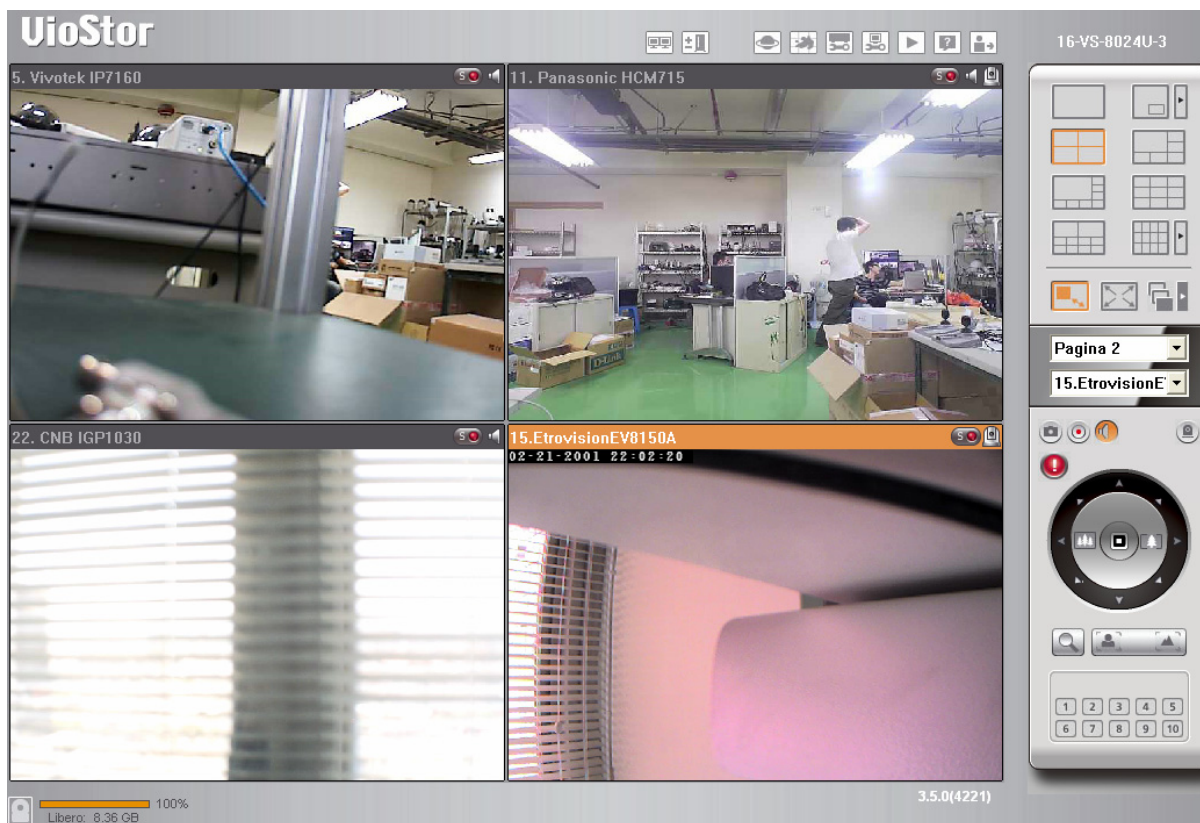 VioStor
16-VS-8024U-3
5. Vivotek IP7160
S
11. Panasonic HCM715
S
22. CNB IGP1030
S
15.EtrovisionEV8150A
S
02-21-2001 22:02:20
D-Link
Pagina 2
15.EtrovisionE
1 2 3 4 5
6 7 8 9 10
100%
Libero: 8.36 GB
3.5.0(4221)